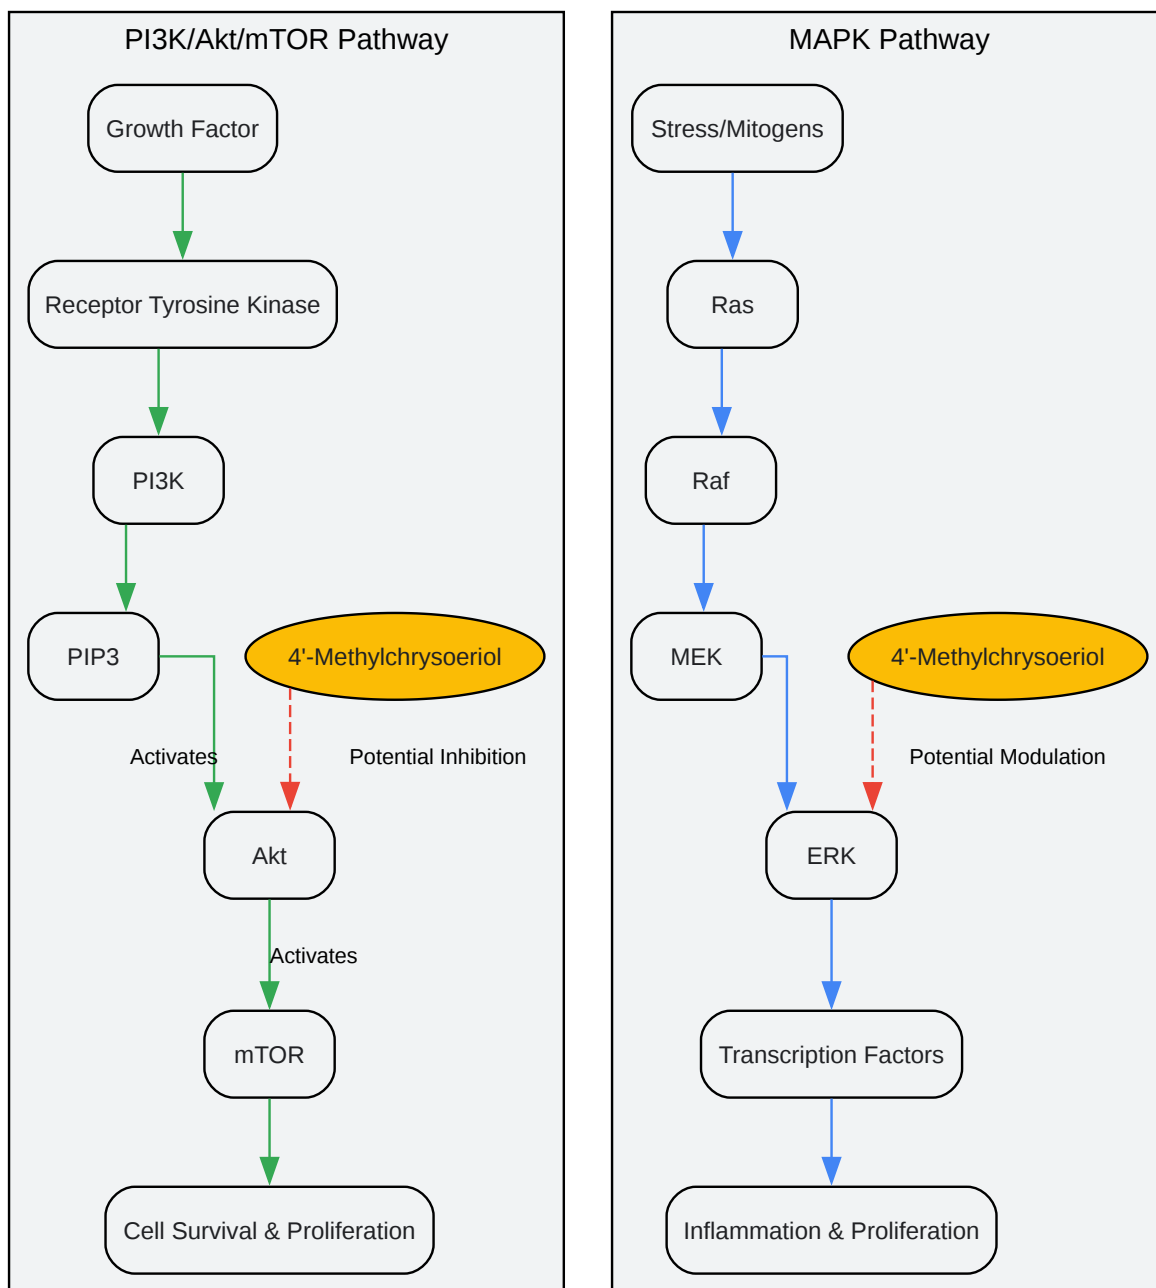 PI3K/Akt/mTOR Pathway
Growth Factor
Receptor Tyrosine Kinase
PI3K
PIP3
4'-Methylchrysoeriol
Activates
Potential Inhibition
Akt
Activates
mTOR
Cell Survival & Proliferation
MAPK Pathway
Stress/Mitogens
Ras
Raf
MEK
4'-Methylchrysoeriol
Potential Modulation
ERK
Transcription Factors
Inflammation & Proliferation